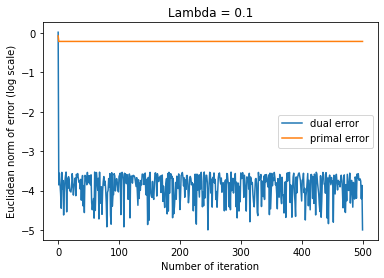 Lambda = 0.1
Euclidean norm of error (log scale)
0
−1
−2
−3
−4
−5
dual error
primal error
0
100
200
300
400
500
Number of iteration